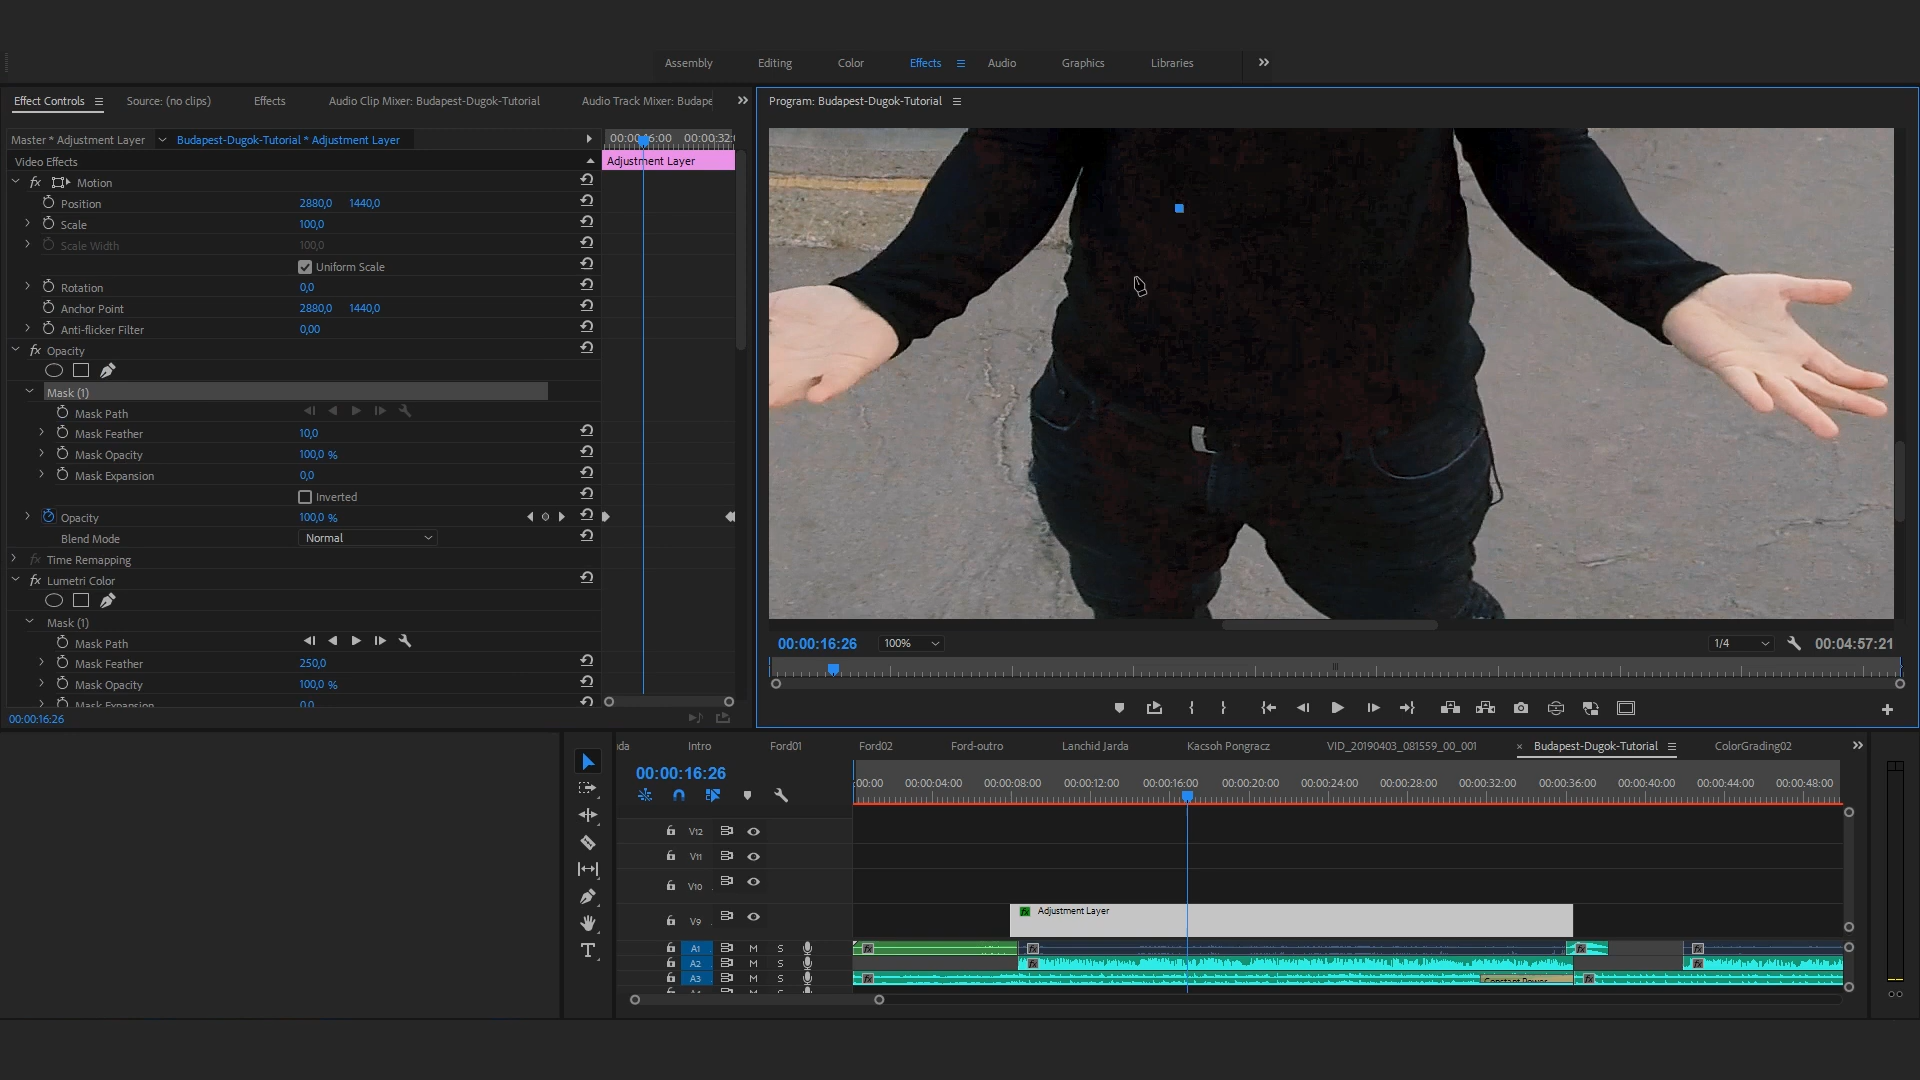 Assembly Editing Color Effects Audio Graphics Libraries
Effect Controls Source: (no clips) Effects Audio Clip Mixer: Budapest-Dugok-Tutorial Audio Track Mixer: Budape
Program: Budapest-Dugok-Tutorial
Master * Adjustment Layer Budapest-Dugok-Tutorial * Adjustment Layer
00:00:16:00 00:00:32:
Video Effects
Adjustment Layer
fx Motion
Position 2880,0 1440,0
Scale 100,0
Scale Width 100,0
Uniform Scale
Rotation 0,0
Anchor Point 2880,0 1440,0
Anti-flicker Filter 0,00
fx Opacity
Mask (1)
Mask Path
Mask Feather 10,0
Mask Opacity 100,0 %
Mask Expansion 0,0
Inverted
Opacity 100,0 %
Blend Mode Normal
fx Time Remapping
fx Lumetri Color
Mask (1)
Mask Path
Mask Feather 250,0
Mask Opacity 100,0 %
Mask Expansion 0,0
00:00:16:26
00:00:16:26 100% 1/4 00:04:57:21
da Intro Ford01 Ford02 Ford-outro Lanchid Jarda Kacsoh Pongracz VID_20190403_081559_00_001 × Budapest-Dugok-Tutorial ColorGrading02
00:00:16:26
:00:00 00:00:04:00 00:00:08:00 00:00:12:00 00:00:16:00 00:00:20:00 00:00:24:00 00:00:28:00 00:00:32:00 00:00:36:00 00:00:40:00 00:00:44:00 00:00:48:00
V12
V11
V10
V9 fx Adjustment Layer
A1 M S fx fx fx fx
A2 M S fx fx
A3 M S fx Constant Power fx
T